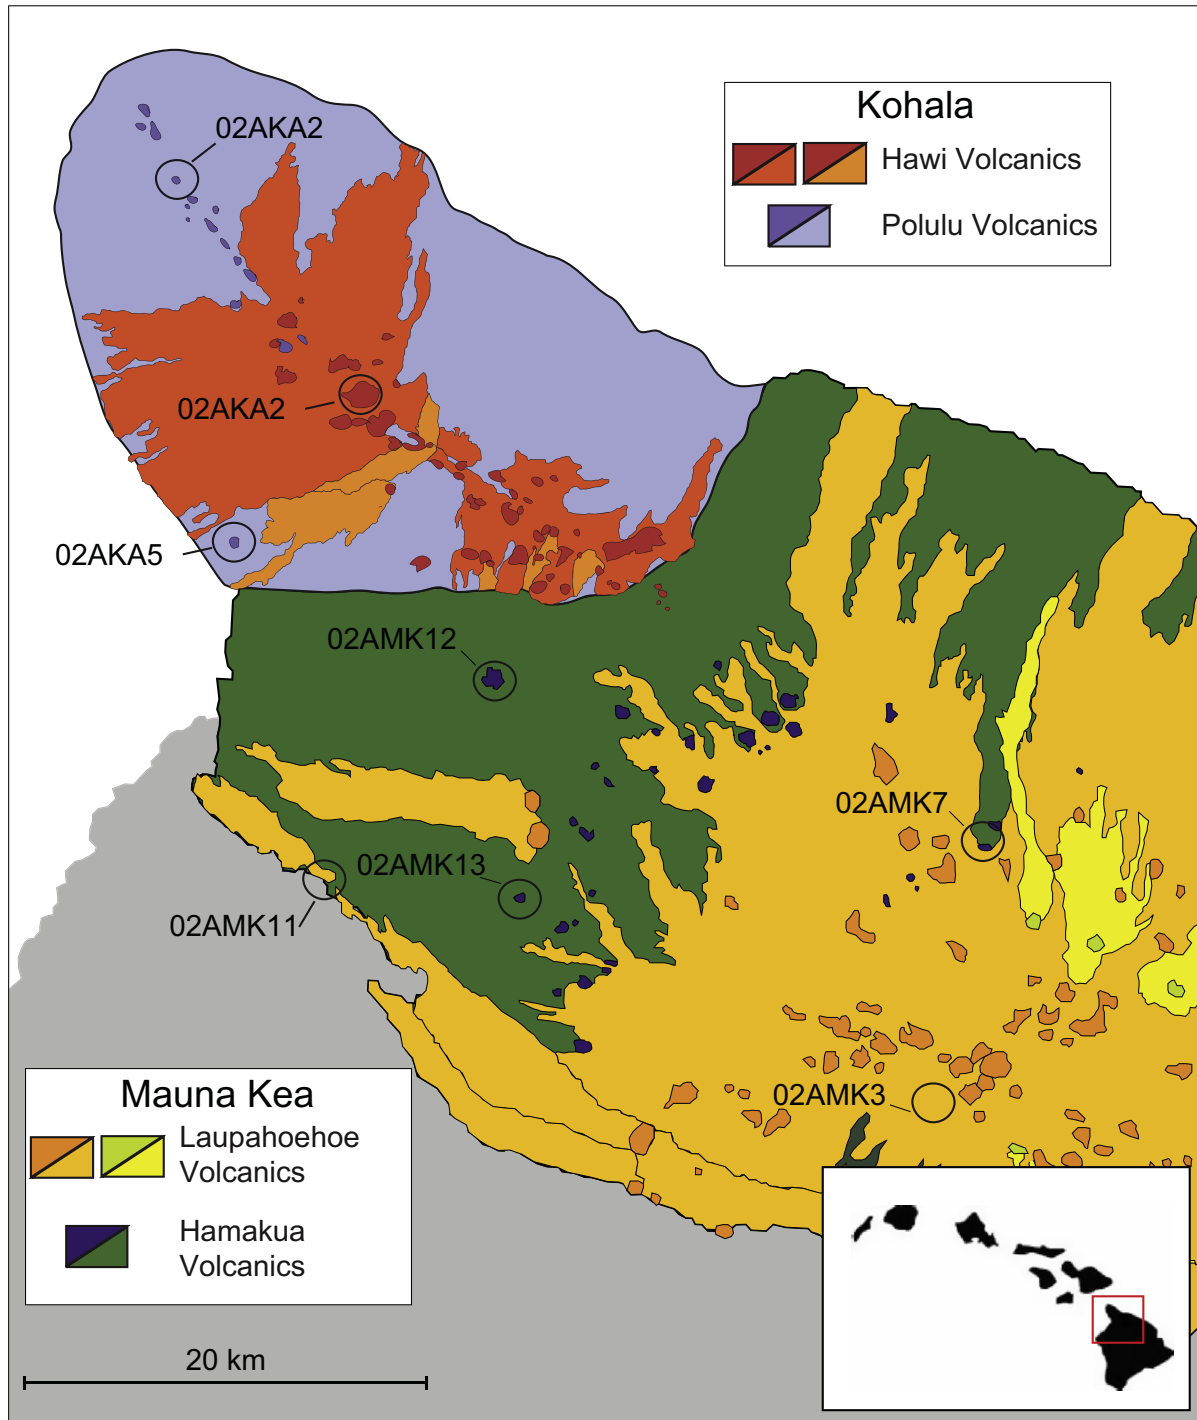 02AKA2
Kohala
Hawi Volcanics
Polulu Volcanics
02AKA2
02AKA5
02AMK12
02AMK7
02AMK13
02AMK11
02AMK3
Mauna Kea
Laupahoehoe
Volcanics
Hamakua
Volcanics
20 km